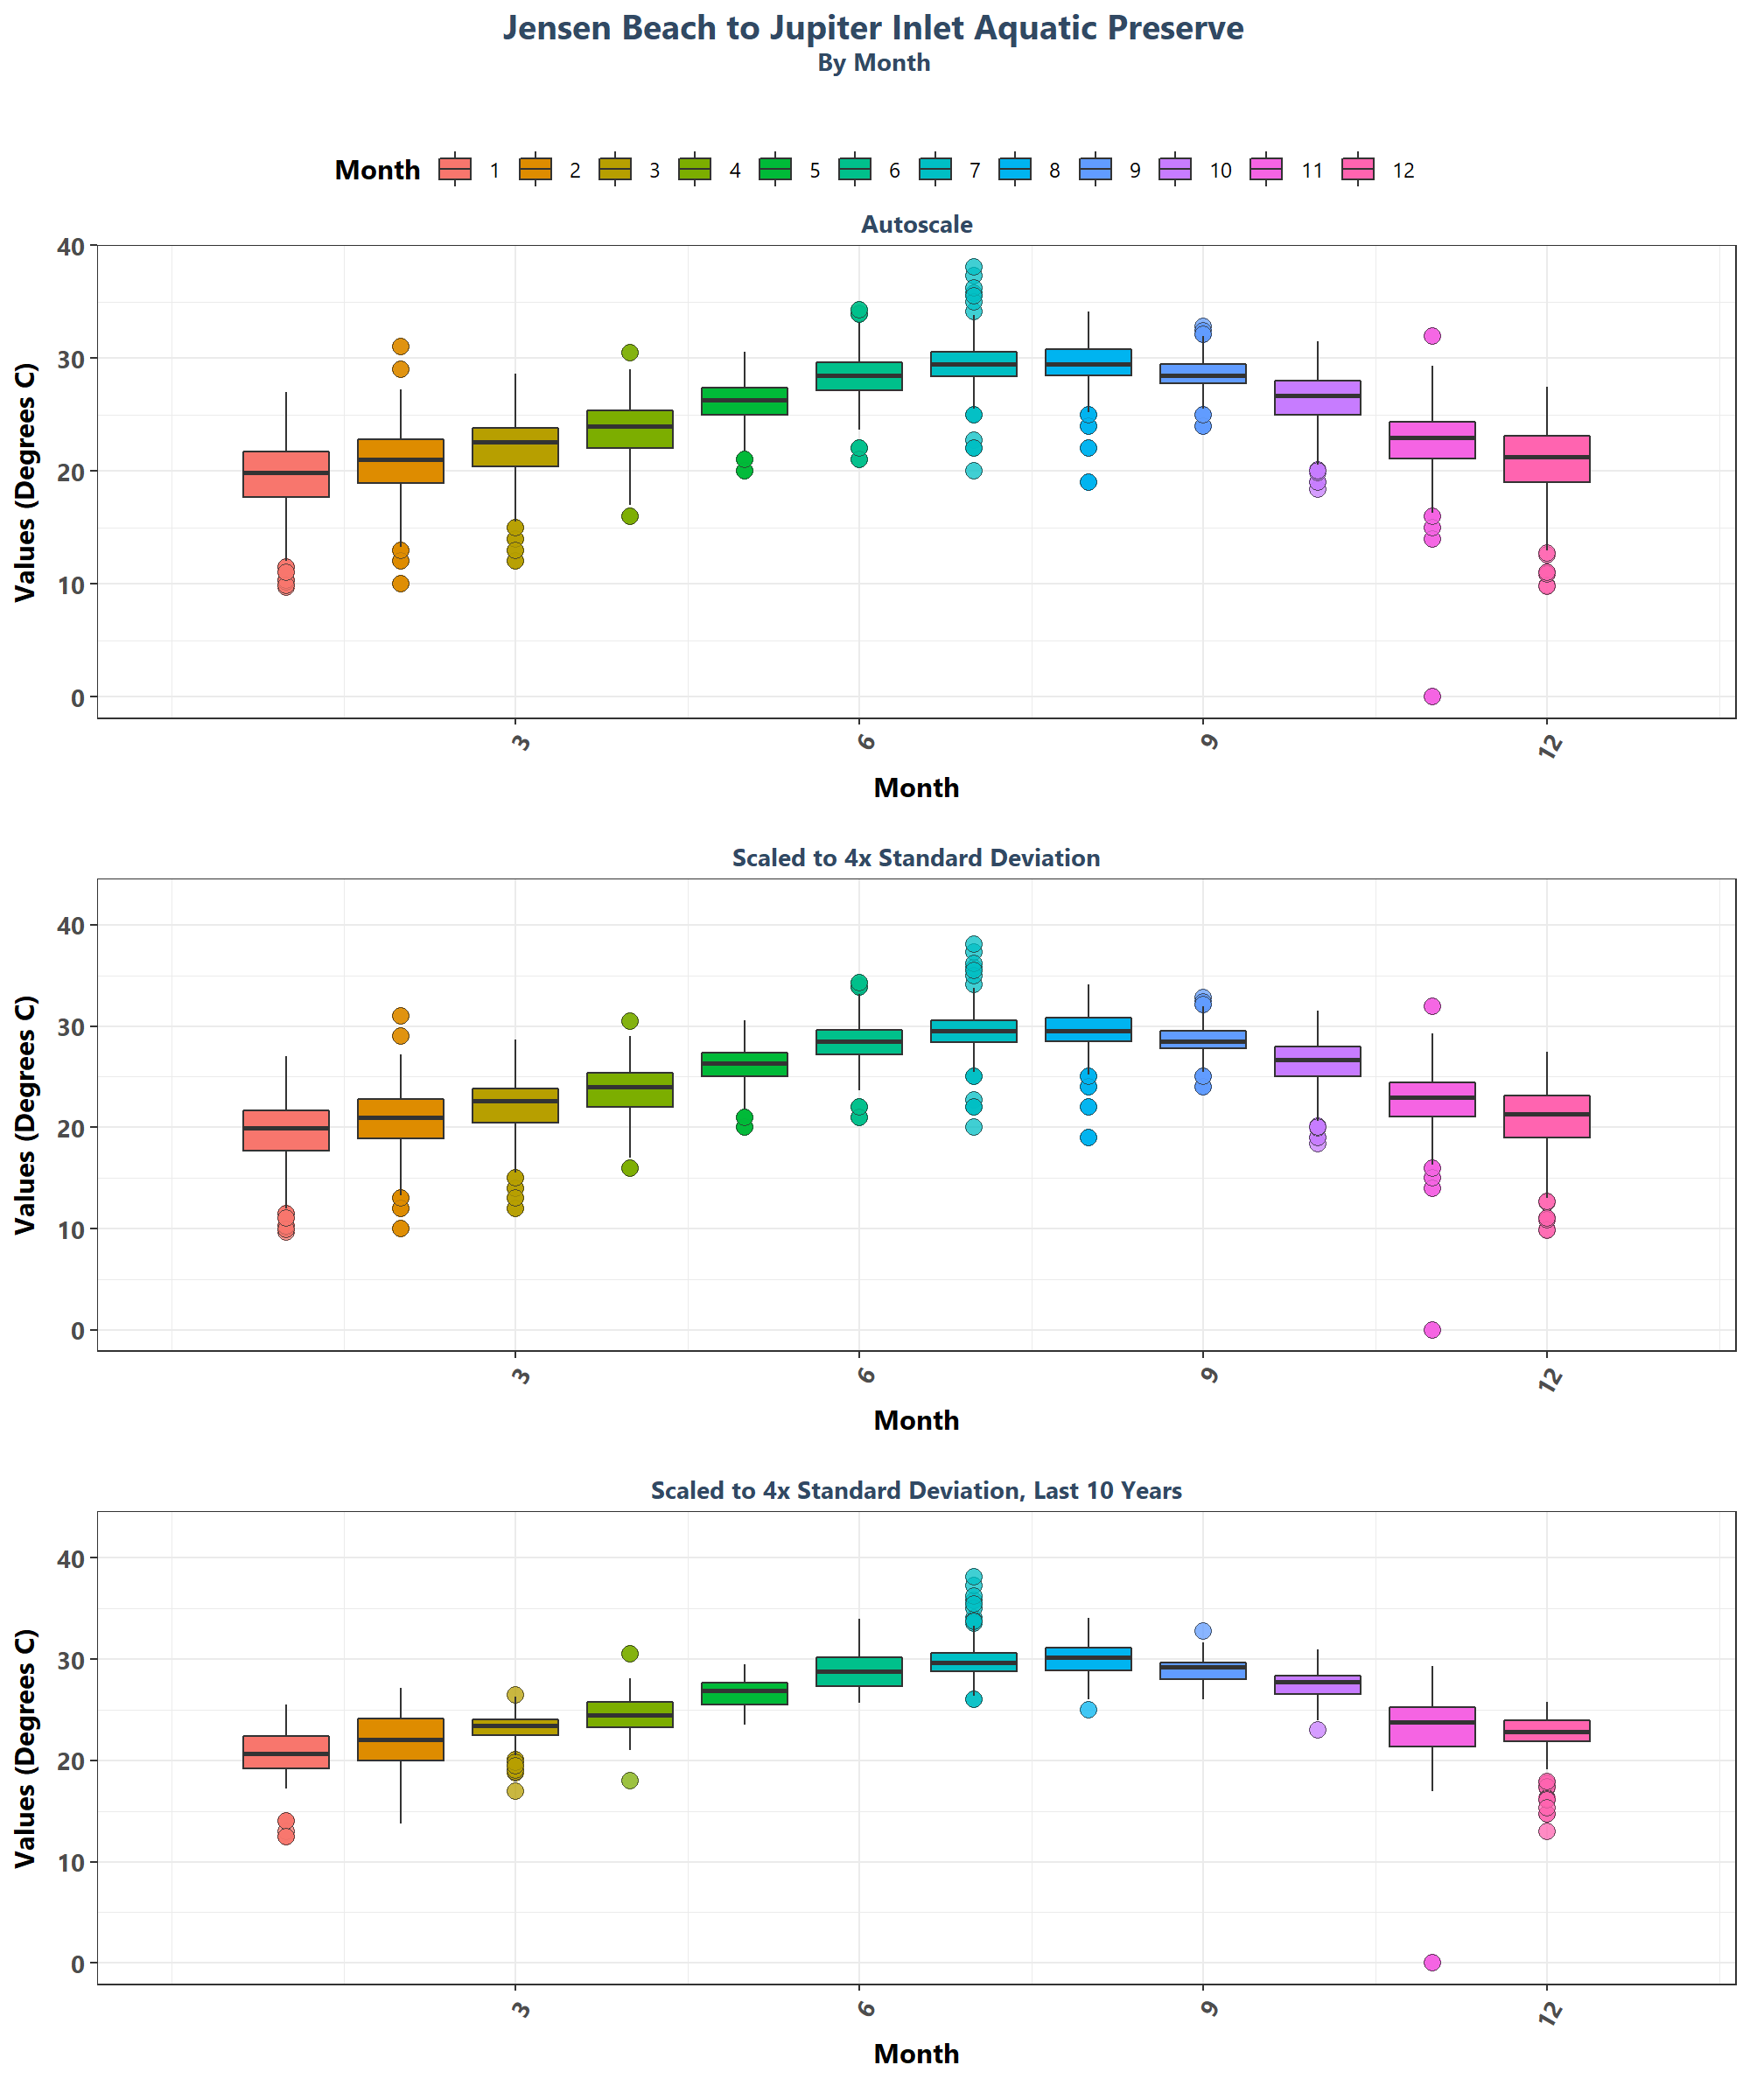 Jensen Beach to Jupiter Inlet Aquatic Preserve
By Month
Month 1 2 3 4 5 6 7 8 9 10 11 12
Autoscale
Values (Degrees C)
40
30
20
10
0
3 6 9 12
Month
Scaled to 4x Standard Deviation
Values (Degrees C)
40
30
20
10
0
3 6 9 12
Month
Scaled to 4x Standard Deviation, Last 10 Years
Values (Degrees C)
40
30
20
10
0
3 6 9 12
Month